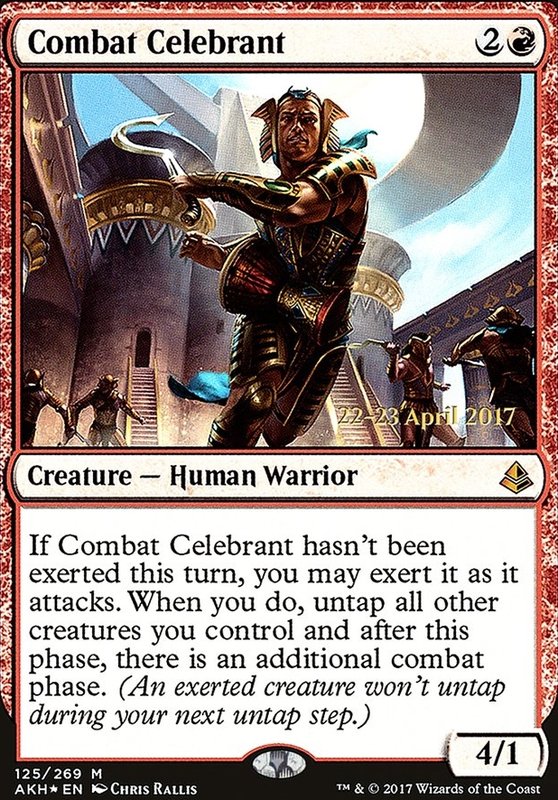 Combat Celebrant 2
22-23 April 2017
Creature — Human Warrior
If Combat Celebrant hasn't been
exerted this turn, you may exert it as it
attacks. When you do, untap all other
creatures you control and after this
phase, there is an additional combat
phase. (An exerted creature won't untap
during your next untap step.)
4/1
125/269 M
AKH★EN Chris Rallis
™ & © 2017 Wizards of the Coast